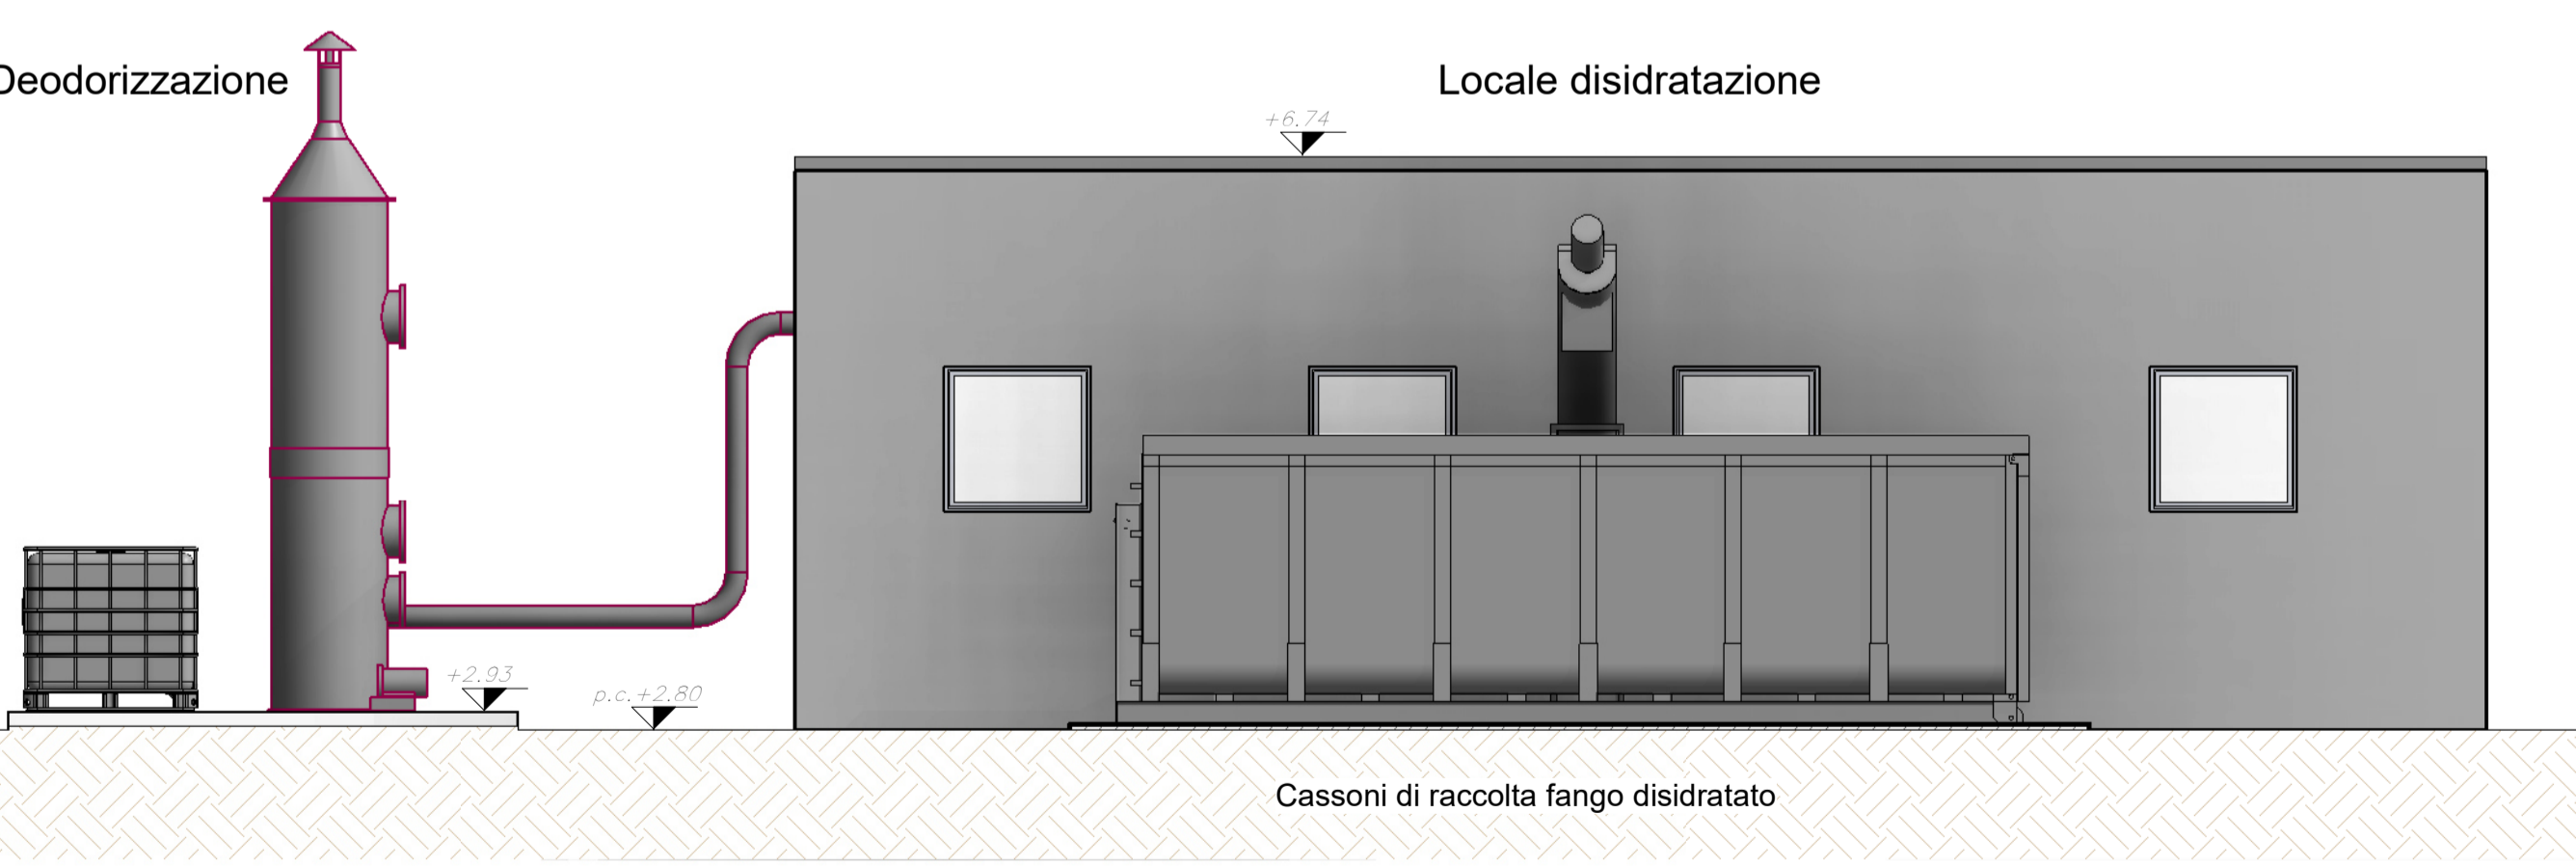 Deodorizzazione
Locale disidratazione
+6.74
+2.93
p.c.+2.80
Cassoni di raccolta fango disidratato